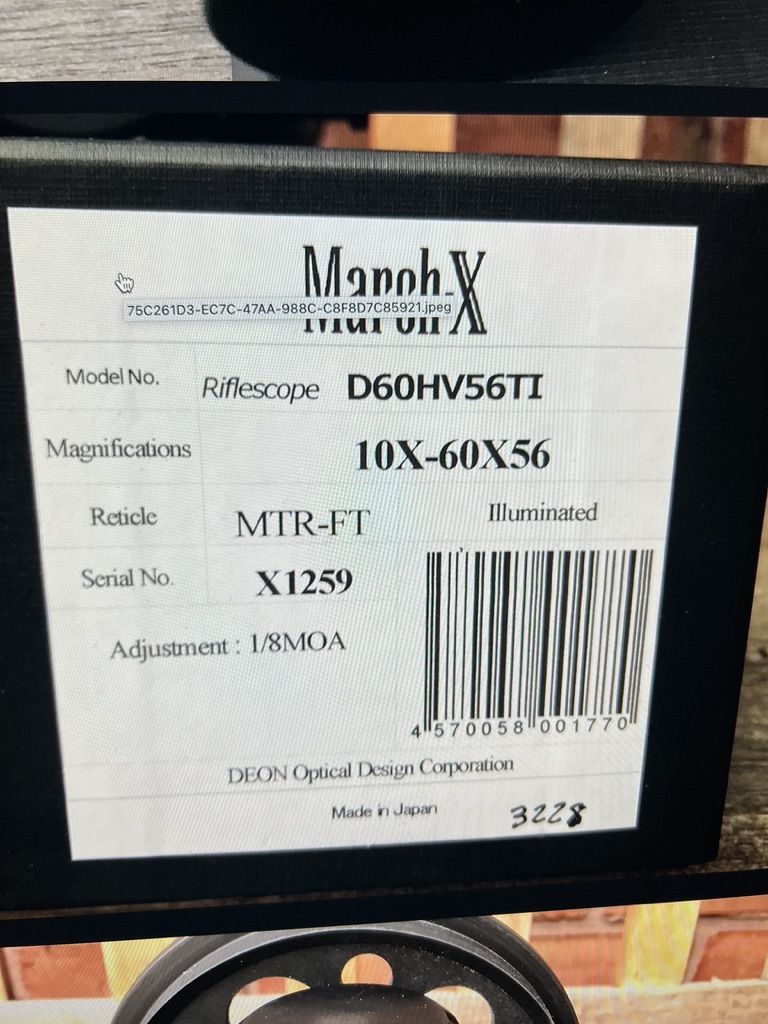 March-X
75C261D3-EC7C-47AA-988C-C8F8D7C85921.jpeg
Model No. Riflescope D60HV56TI
Magnifications 10X-60X56
Reticle MTR-FT Illuminated
Serial No. X1259
Adjustment : 1/8MOA
4 570058 001770
DEON Optical Design Corporation
Made in Japan 3228